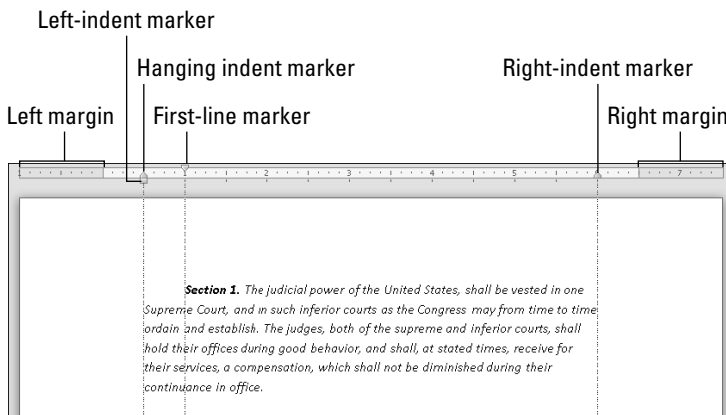 Left-indent marker
Hanging indent marker
Right-indent marker
Left margin
First-line marker
Right margin
1 1 2 3 4 5 7
Section 1. The judicial power of the United States, shall be vested in one
Supreme Court, and in such inferior courts as the Congress may from time to time
ordain and establish. The judges, both of the supreme and inferior courts, shall
hold their offices during good behavior, and shall, at stated times, receive for
their services, a compensation, which shall not be diminished during their
continuance in office.